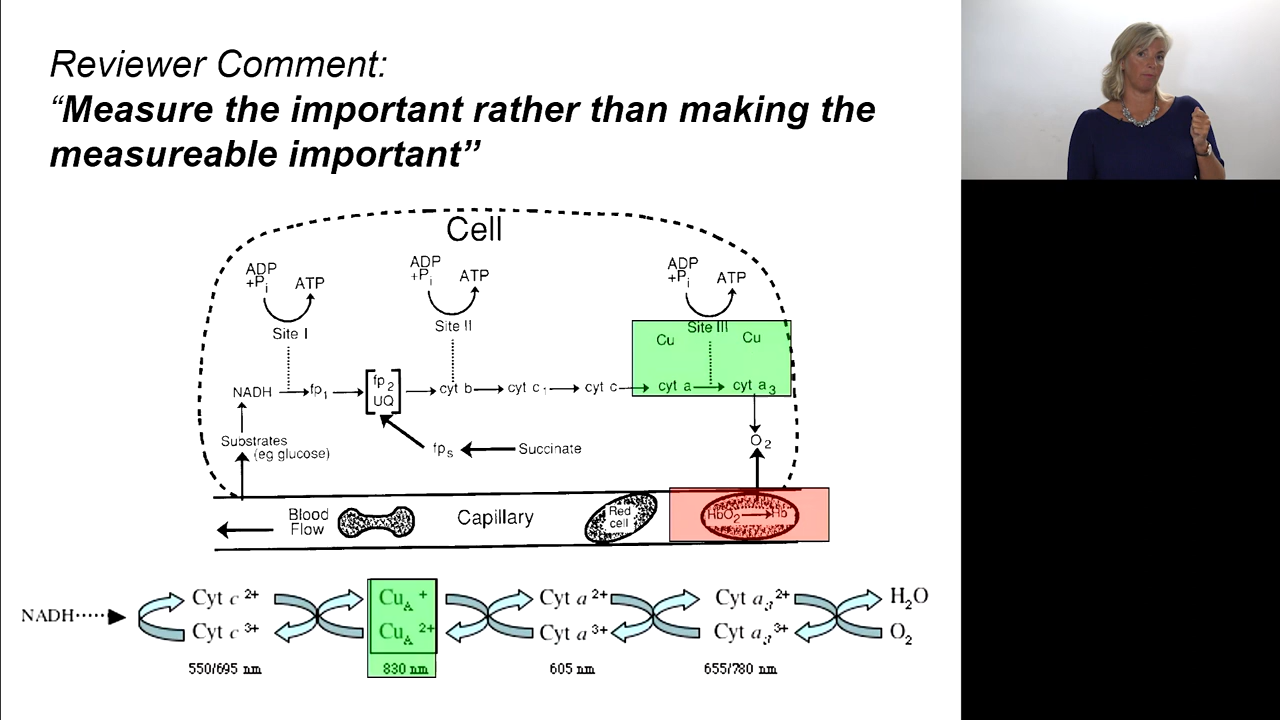 Reviewer Comment:
“Measure the important rather than making the
measureable important”
Cell
ADP
+Pi
ATP
ADP
+Pi
ATP
ADP
+Pi
ATP
Site I
Site II
Site III
Cu
Cu
NADH
fp1
fp2
UQ
cyt b
cyt c1
cyt c
cyt a
cyt a3
Substrates
(eg glucose)
fps
Succinate
O2
Blood
Flow
Capillary
Red
cell
HbO2
Hb
Cyt c 2+
CuA +
Cyt a 2+
Cyt a3 2+
H2O
NADH
Cyt c 3+
CuA 2+
Cyt a 3+
Cyt a3 3+
O2
550/695 nm
830 nm
605 nm
655/780 nm